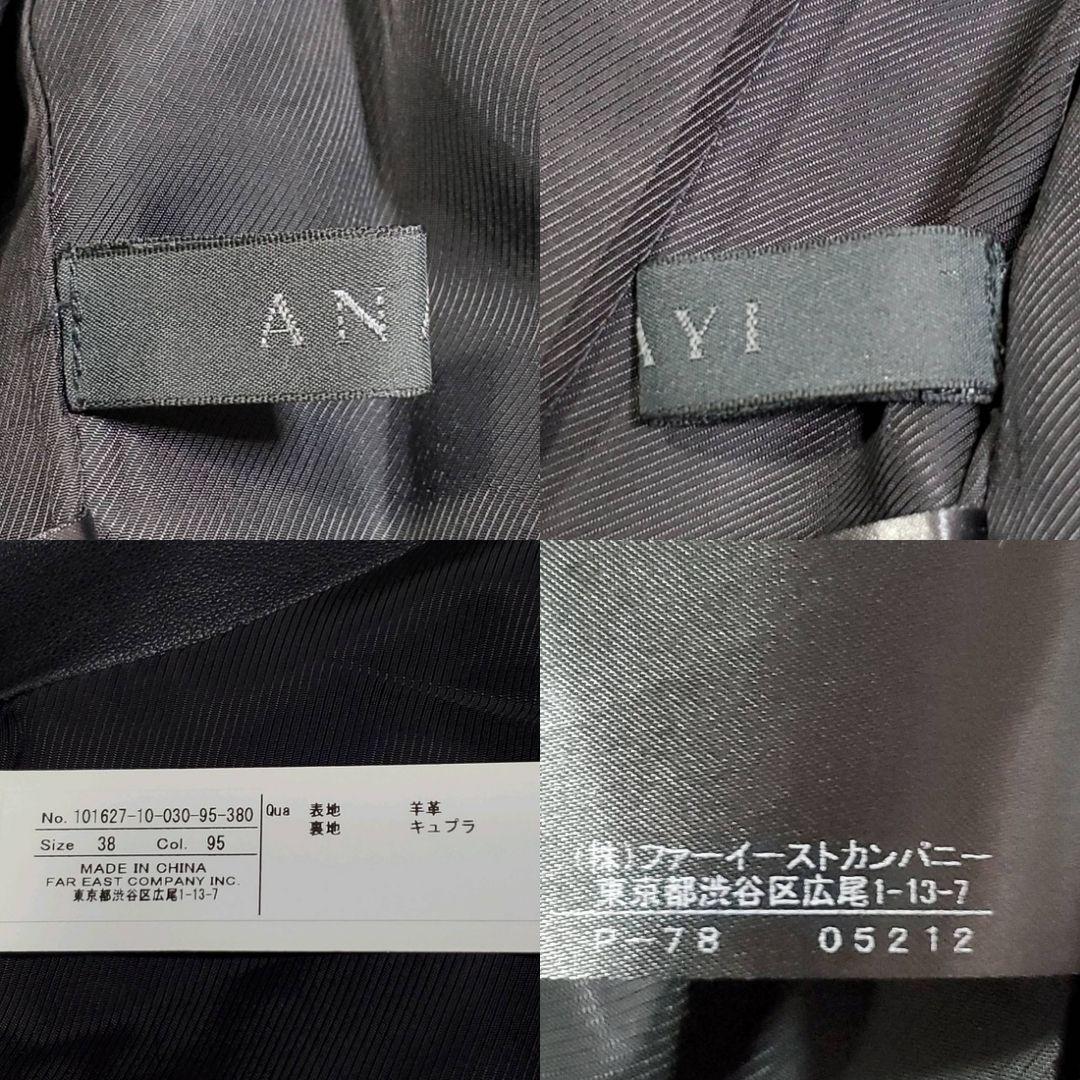 AN
AYI
No. 101627-10-030-95-380
Size 38 Col. 95
MADE IN CHINA
FAR EAST COMPANY INC.
東京都渋谷区広尾1-13-7
Qua 表地 羊革
裏地 キュプラ
(株)ファーイーストカンパニー
東京都渋谷区広尾1-13-7
P-78 05212